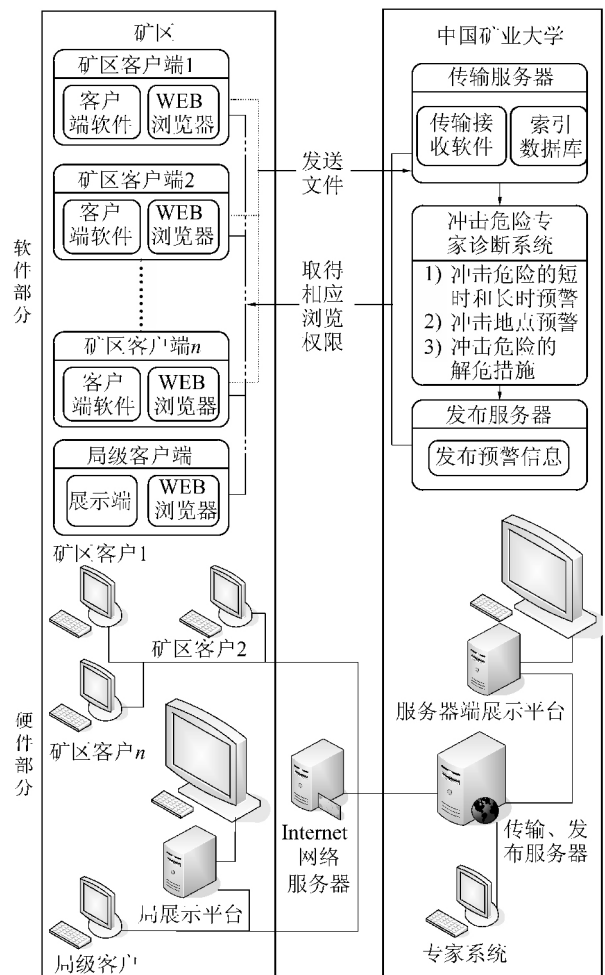 矿区
矿区客户端1
客户
端软件
WEB
浏览器
矿区客户端2
客户
端软件
WEB
浏览器
矿区客户端n
客户
端软件
WEB
浏览器
局级客户端
展示端
WEB
浏览器
软件部分
发送
文件
取得
相应
浏览
权限
中国矿业大学
传输服务器
传输接
收软件
索引
数据库
冲击危险专
家诊断系统
1) 冲击危险的短
时和长时预警
2) 冲击地点预警
3) 冲击危险的
解危措施
发布服务器
发布预警信息
矿区客户1
矿区客户2
矿区客户n
硬件部分
局展示平台
局级客户
Internet
网络
服务器
服务器端展示平台
传输、发
布服务器
专家系统